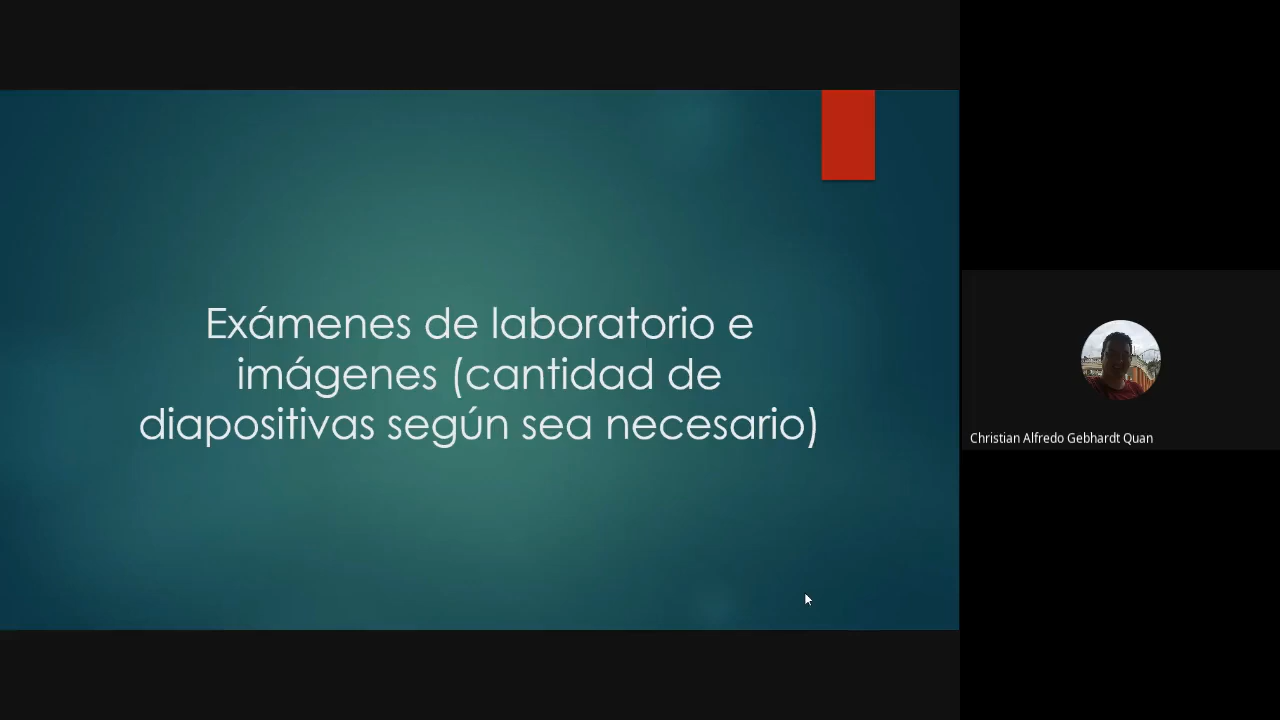 Exámenes de laboratorio e
imágenes (cantidad de
diapositivas según sea necesario)
Christian Alfredo Gebhardt Quan